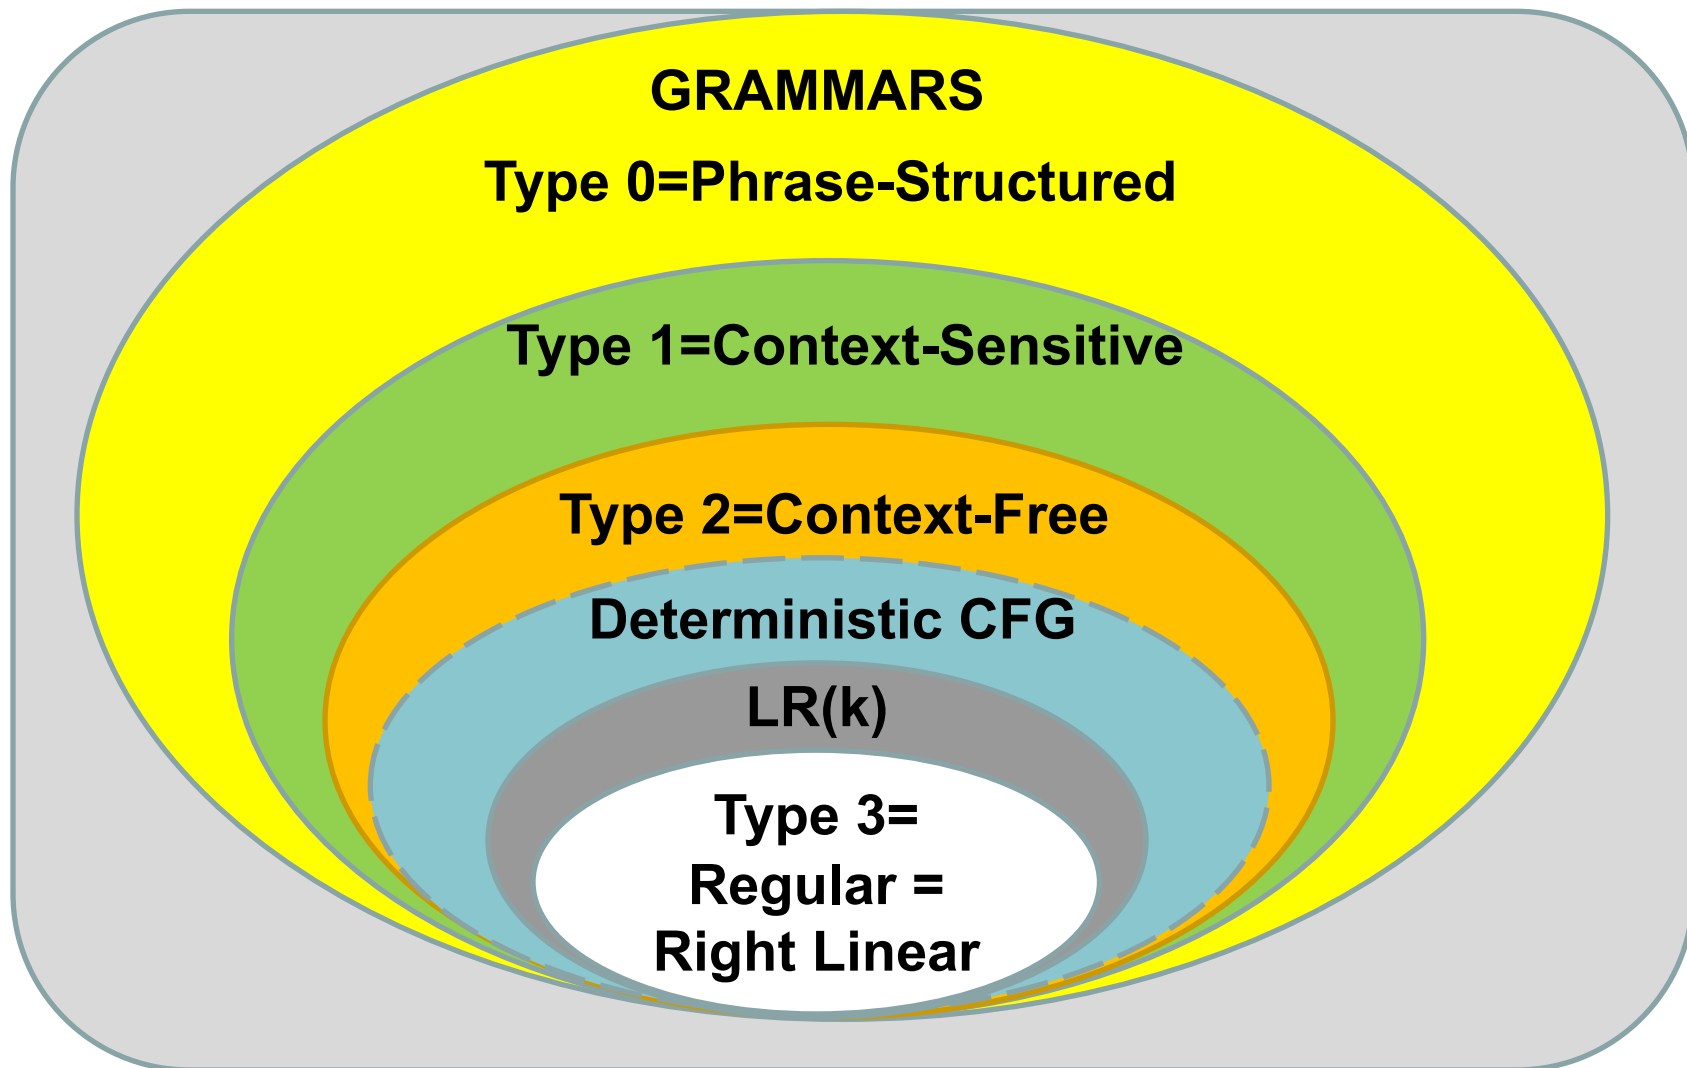 GRAMMARS
Type 0=Phrase-Structured
Type 1=Context-Sensitive
Type 2=Context-Free
Deterministic CFG
LR(k)
Type 3=
Regular =
Right Linear